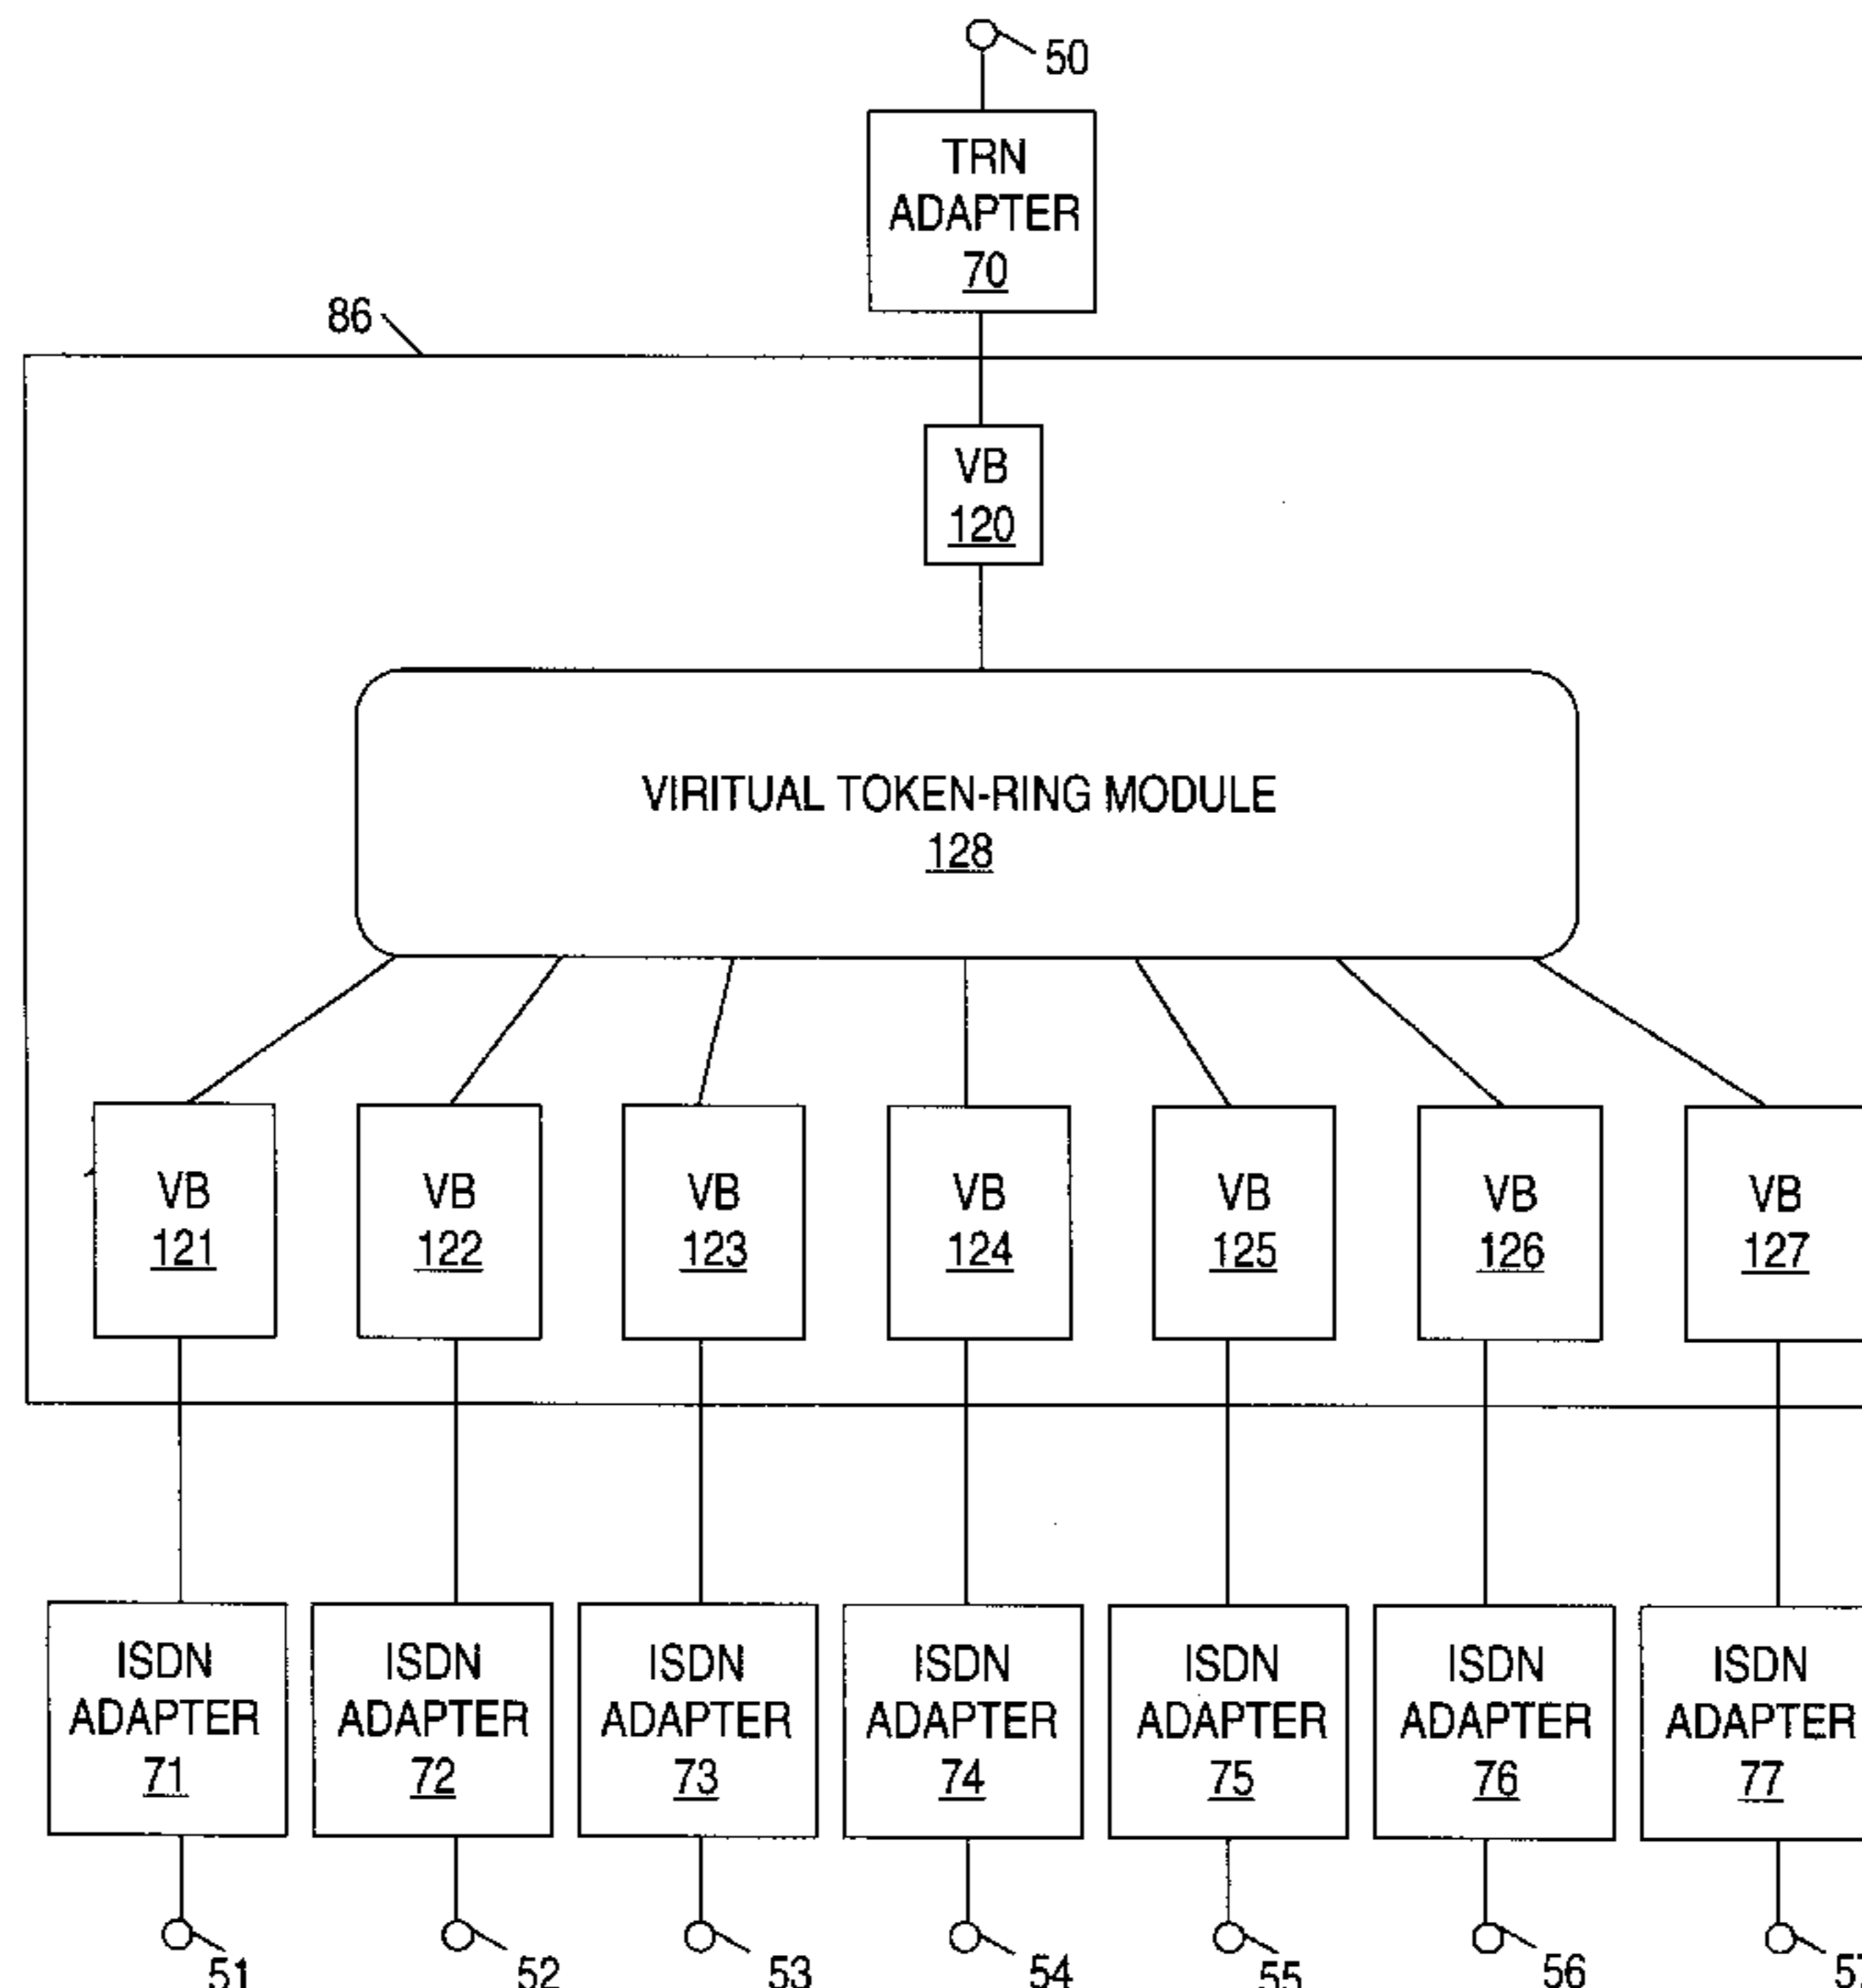 50
TRN
ADAPTER
70
86
VB
120
VIRITUAL TOKEN-RING MODULE
128
VB
121
VB
122
VB
123
VB
124
VB
125
VB
126
VB
127
ISDN
ADAPTER
71
ISDN
ADAPTER
72
ISDN
ADAPTER
73
ISDN
ADAPTER
74
ISDN
ADAPTER
75
ISDN
ADAPTER
76
ISDN
ADAPTER
77
51
52
53
54
55
56